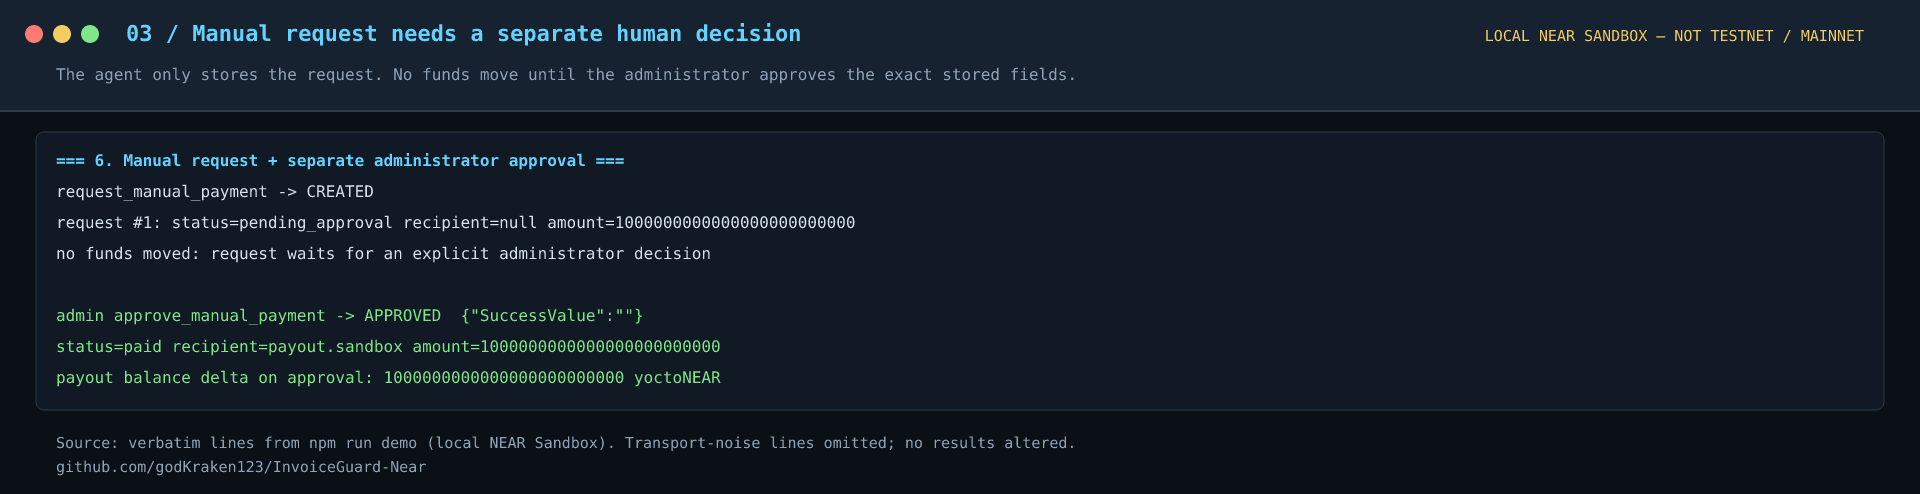 03 / Manual request needs a separate human decision
LOCAL NEAR SANDBOX — NOT TESTNET / MAINNET
The agent only stores the request. No funds move until the administrator approves the exact stored fields.
=== 6. Manual request + separate administrator approval ===
request_manual_payment -> CREATED
request #1: status=pending_approval recipient=null amount=1000000000000000000000000
no funds moved: request waits for an explicit administrator decision
admin approve_manual_payment -> APPROVED  {"SuccessValue":""}
status=paid recipient=payout.sandbox amount=1000000000000000000000000
payout balance delta on approval: 1000000000000000000000000 yoctoNEAR
Source: verbatim lines from npm run demo (local NEAR Sandbox). Transport-noise lines omitted; no results altered.
github.com/godKraken123/InvoiceGuard-Near